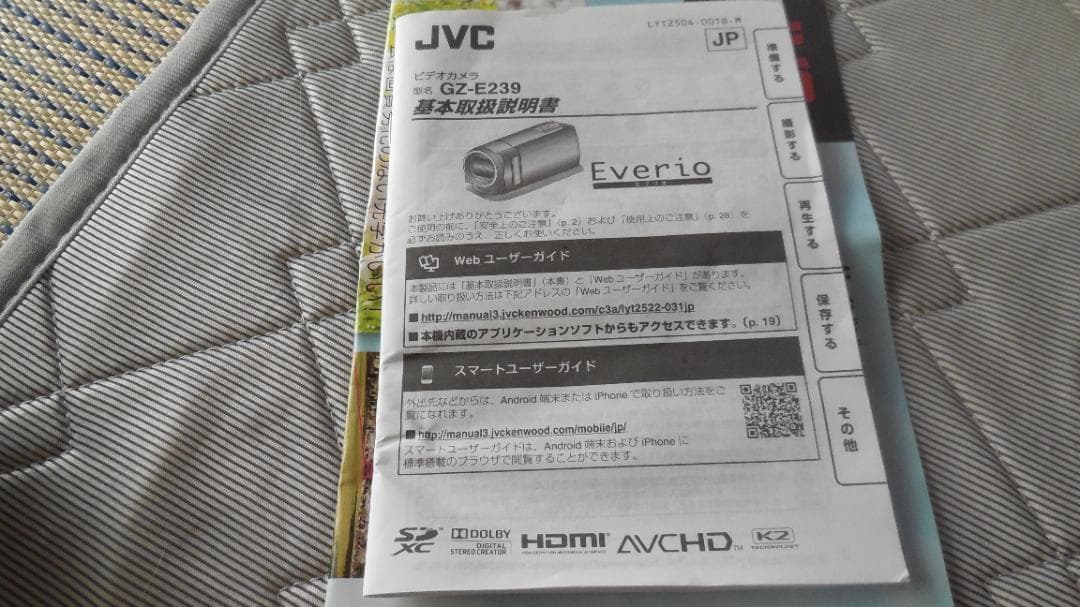 JVC
LYT2504-001B-M
JP
ビデオカメラ
型名 GZ-E239
基本取扱説明書
Everio
エブリオ
お買い上げありがとうございます。
ご使用の前に、「安全上のご注意」(p. 2) および「使用上のご注意」(p. 28) を
必ずお読みのうえ、正しくお使いください。
Web ユーザーガイド
本製品には「基本取扱説明書」(本書) と「Web ユーザーガイド」があります。
詳しい取り扱い方法は下記アドレスの「Web ユーザーガイド」をご覧ください。
■ http://manual3.jvckenwood.com/c3a/lyt2522-031jp
■ 本機内蔵のアプリケーションソフトからもアクセスできます。(p. 19)
スマートユーザーガイド
外出先などからは、Android 端末または iPhone で取り扱い方法をご
覧になれます。
■ http://manual3.jvckenwood.com/mobile/jp/
スマートユーザーガイドは、Android 端末および iPhone に
標準搭載のブラウザで閲覧することができます。
準備する
撮影する
再生する
保存する
その他
SD XC
DOLBY
DIGITAL
STEREO CREATOR
HDMI
HIGH-DEFINITION MULTIMEDIA INTERFACE
AVCHD TM
K2
TECHNOLOGY